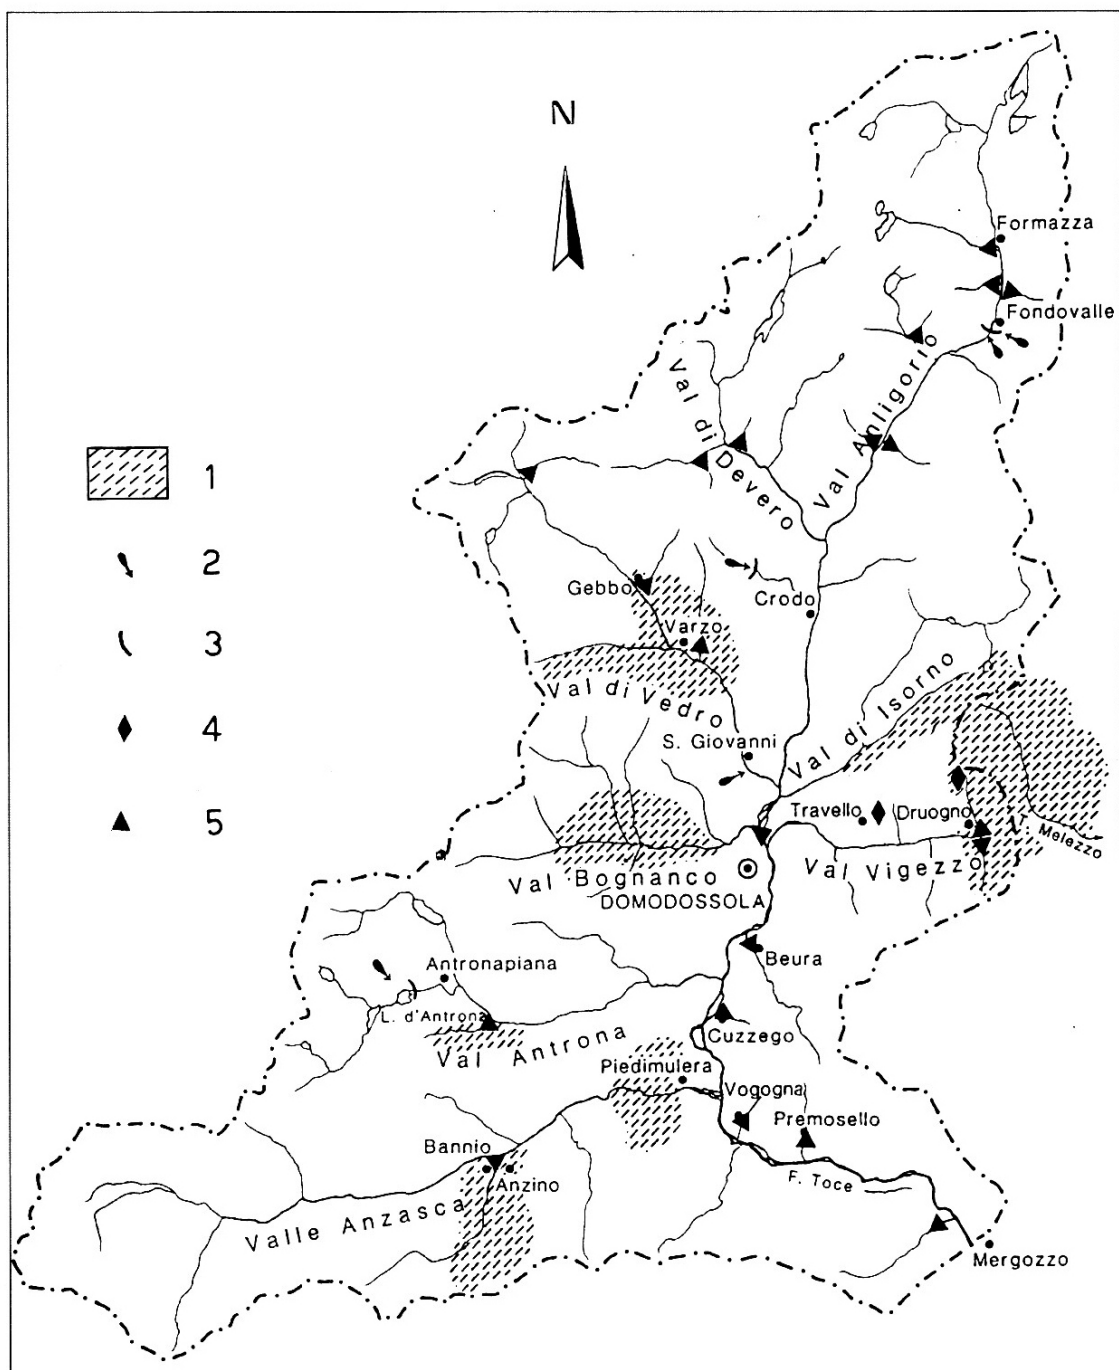 N
Formazza
Fondovalle
Val Anligorio
Val di Devero
1
2
3
4
5
Gebbo
Crodo
Varzo
Val di Vedro
Val di Isorno
S. Giovanni
Travello
Druogno
Melezzo
Val Vigezzo
Val Bognanco
DOMODOSSOLA
Beura
Antronapiana
L. d'Antrona
Val Antrona
Cuzzego
Piedimulera
Vogogna
Premosello
Bannio
Anzino
F. Toce
Valle Anzasca
Mergozzo